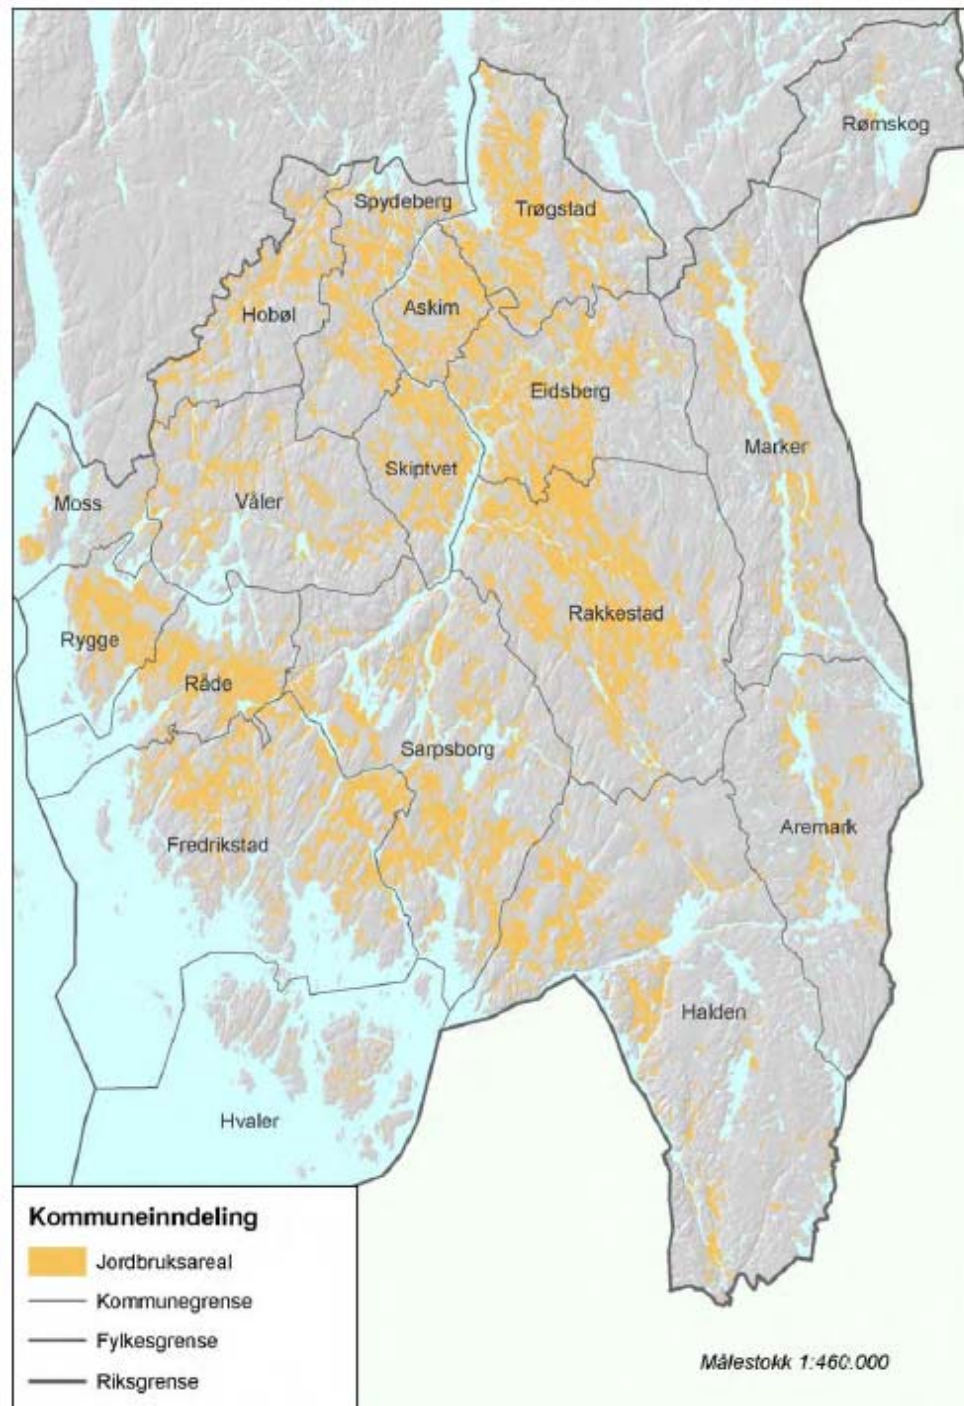 Rømskog
Spydeberg
Trøgstad
Askim
Hobøl
Eidsberg
Marker
Skiptvet
Moss
Våler
Rakkestad
Rygge
Råde
Sarpsborg
Aremark
Fredrikstad
Halden
Hvaler
Kommuneinndeling
Jordbruksareal
Kommunegrense
Fylkesgrense
Riksgrense
Målestokk 1:460.000